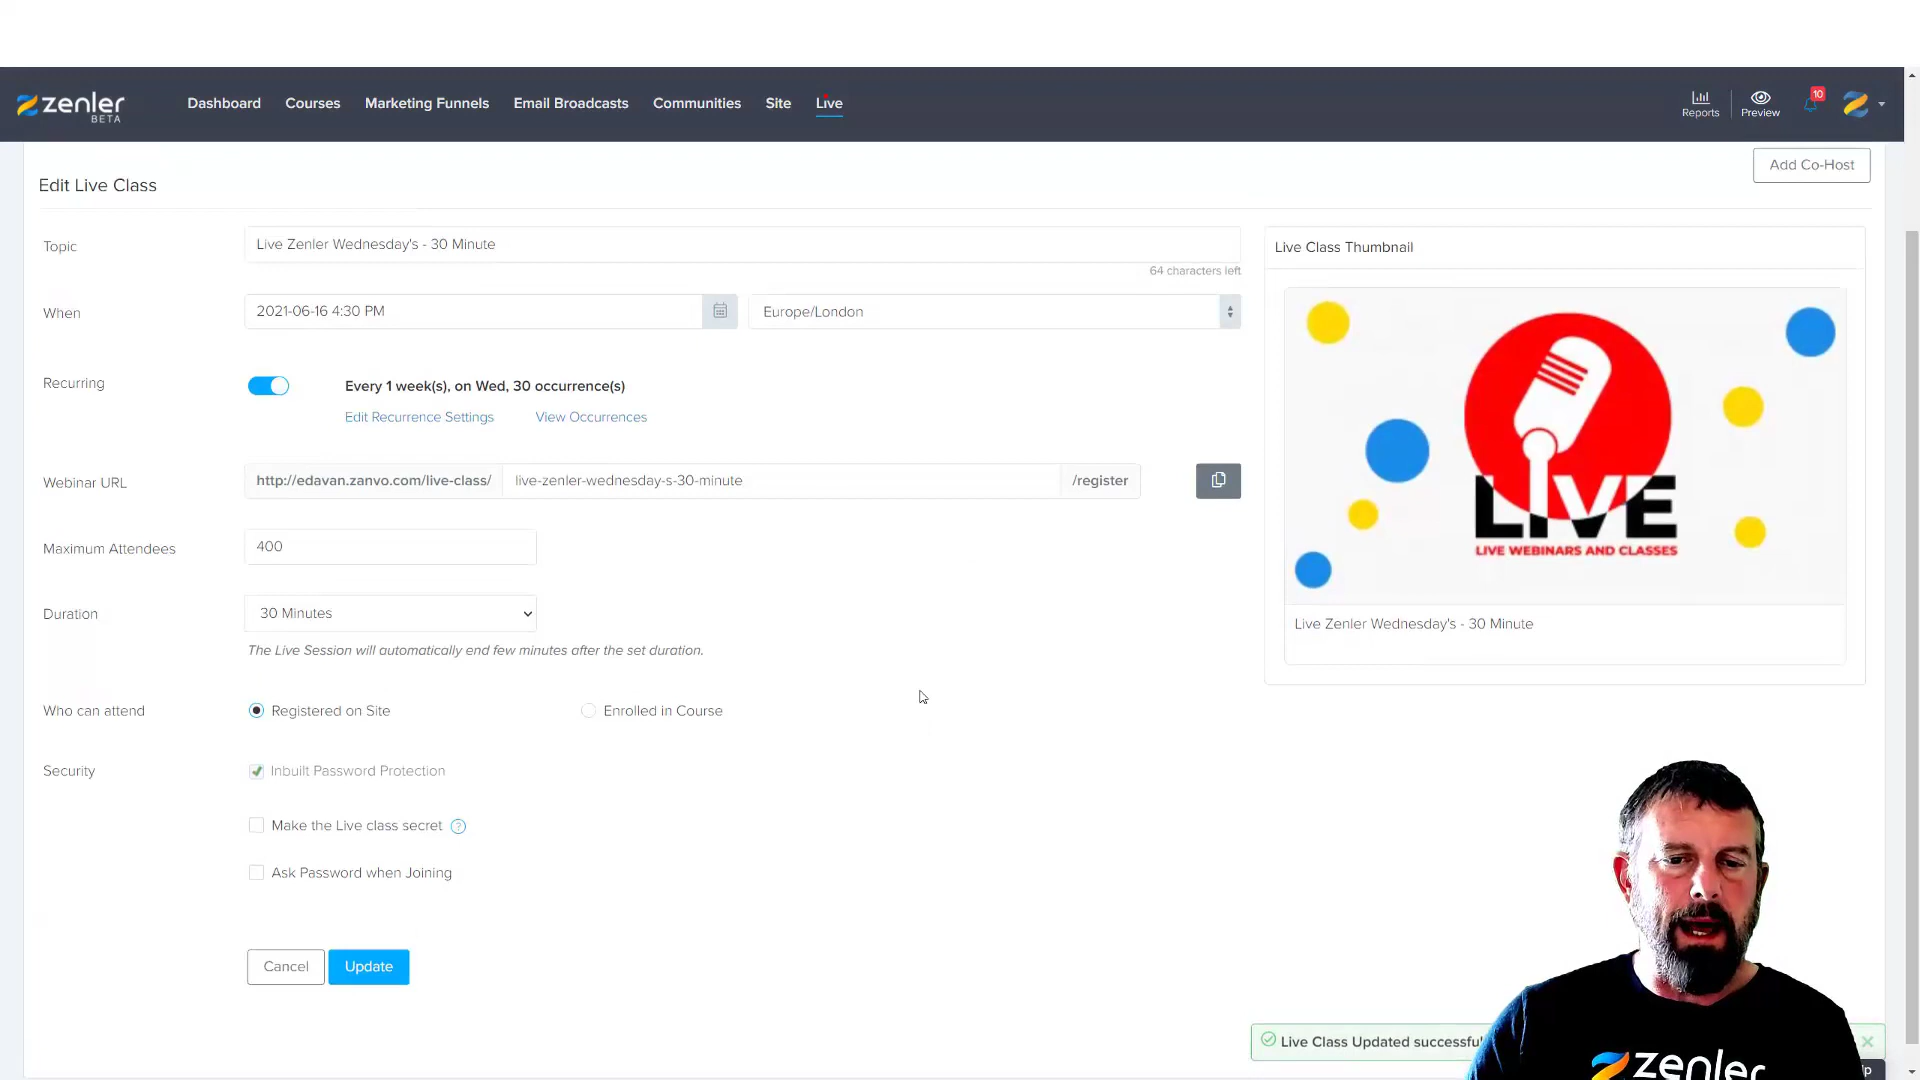 zenler
BETA
Dashboard
Courses
Marketing Funnels
Email Broadcasts
Communities
Site
Live
Reports
Preview
10
Add Co-Host
Edit Live Class
Topic
Live Zenler Wednesday's - 30 Minute
64 characters left
When
2021-06-16 4:30 PM
Europe/London
Recurring
Every 1 week(s), on Wed, 30 occurrence(s)
Edit Recurrence Settings
View Occurrences
Webinar URL
http://edavan.zanvo.com/live-class/
live-zenler-wednesday-s-30-minute
/register
Maximum Attendees
400
Duration
30 Minutes
The Live Session will automatically end few minutes after the set duration.
Who can attend
Registered on Site
Enrolled in Course
Security
Inbuilt Password Protection
Make the Live class secret
?
Ask Password when Joining
Cancel
Update
Live Class Thumbnail
LIVE
LIVE WEBINARS AND CLASSES
Live Zenler Wednesday's - 30 Minute
Live Class Updated
zenler